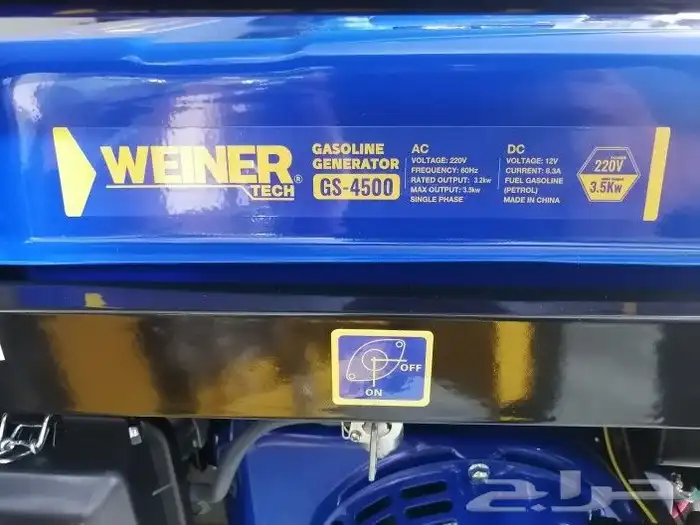 WEINER
TECH®
GASOLINE
GENERATOR
GS-4500
AC
VOLTAGE: 220V
FREQUENCY: 60Hz
RATED OUTPUT: 3.2kw
MAX OUTPUT: 3.5kw
SINGLE PHASE
DC
VOLTAGE: 12V
CURRENT: 8.3A
FUEL GASOLINE
(PETROL)
MADE IN CHINA
220V
3.5Kw
OFF
ON
حراج